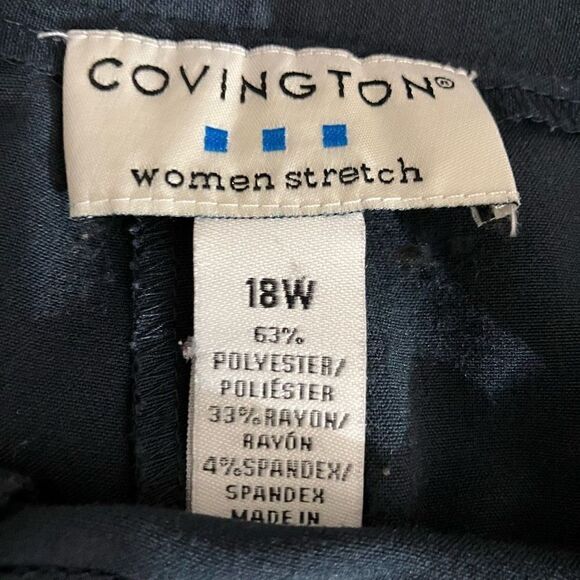 COVINGTON®
women stretch
18W
63%
POLYESTER/
POLIÉSTER
33%RAYON/
RAYÓN
4%SPANDEX/
SPANDEX
MADE IN